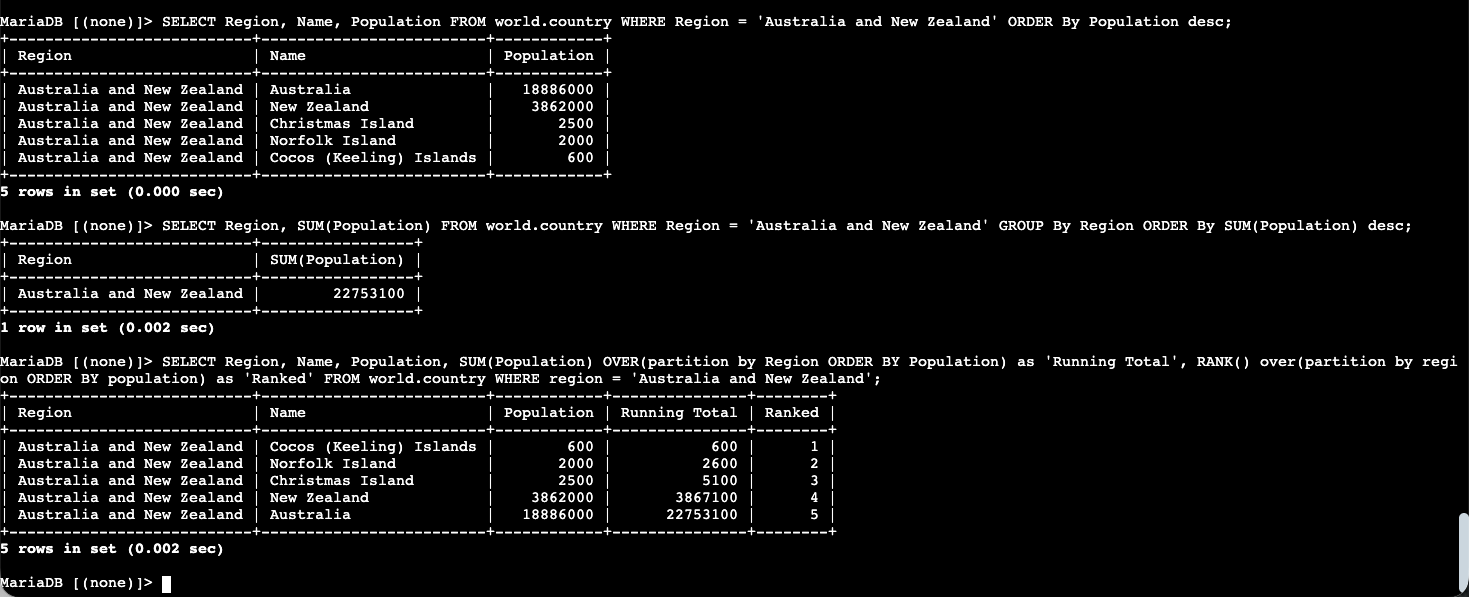 MariaDB [(none)]> SELECT Region, Name, Population FROM world.country WHERE Region = 'Australia and New Zealand' ORDER By Population desc;
+---------------------------+-------------------------+------------+
| Region                    | Name                    | Population |
+---------------------------+-------------------------+------------+
| Australia and New Zealand | Australia               |   18886000 |
| Australia and New Zealand | New Zealand             |    3862000 |
| Australia and New Zealand | Christmas Island        |       2500 |
| Australia and New Zealand | Norfolk Island          |       2000 |
| Australia and New Zealand | Cocos (Keeling) Islands |        600 |
+---------------------------+-------------------------+------------+
5 rows in set (0.000 sec)

MariaDB [(none)]> SELECT Region, SUM(Population) FROM world.country WHERE Region = 'Australia and New Zealand' GROUP By Region ORDER By SUM(Population) desc;
+---------------------------+-----------------+
| Region                    | SUM(Population) |
+---------------------------+-----------------+
| Australia and New Zealand |        22753100 |
+---------------------------+-----------------+
1 row in set (0.002 sec)

MariaDB [(none)]> SELECT Region, Name, Population, SUM(Population) OVER(partition by Region ORDER BY Population) as 'Running Total', RANK() over(partition by regi
on ORDER BY population) as 'Ranked' FROM world.country WHERE region = 'Australia and New Zealand';
+---------------------------+-------------------------+------------+---------------+--------+
| Region                    | Name                    | Population | Running Total | Ranked |
+---------------------------+-------------------------+------------+---------------+--------+
| Australia and New Zealand | Cocos (Keeling) Islands |        600 |           600 |      1 |
| Australia and New Zealand | Norfolk Island          |       2000 |          2600 |      2 |
| Australia and New Zealand | Christmas Island        |       2500 |          5100 |      3 |
| Australia and New Zealand | New Zealand             |    3862000 |       3867100 |      4 |
| Australia and New Zealand | Australia               |   18886000 |      22753100 |      5 |
+---------------------------+-------------------------+------------+---------------+--------+
5 rows in set (0.002 sec)

MariaDB [(none)]>